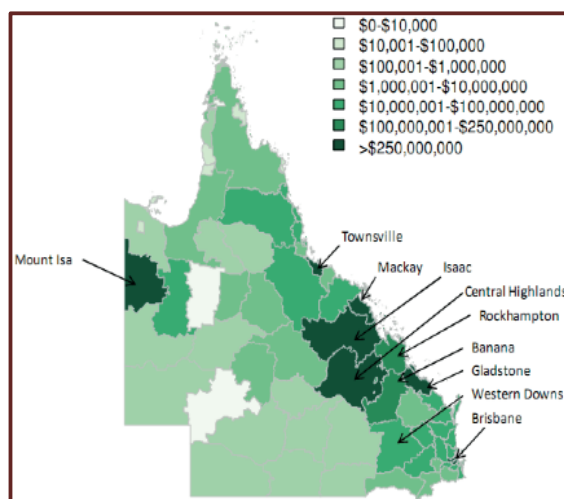 $0-$10,000
$10,001-$100,000
$100,001-$1,000,000
$1,000,001-$10,000,000
$10,000,001-$100,000,000
$100,000,001-$250,000,000
>$250,000,000
Townsville
Mount Isa
Mackay
Isaac
Central Highlands
Rockhampton
Banana
Gladstone
Western Downs
Brisbane